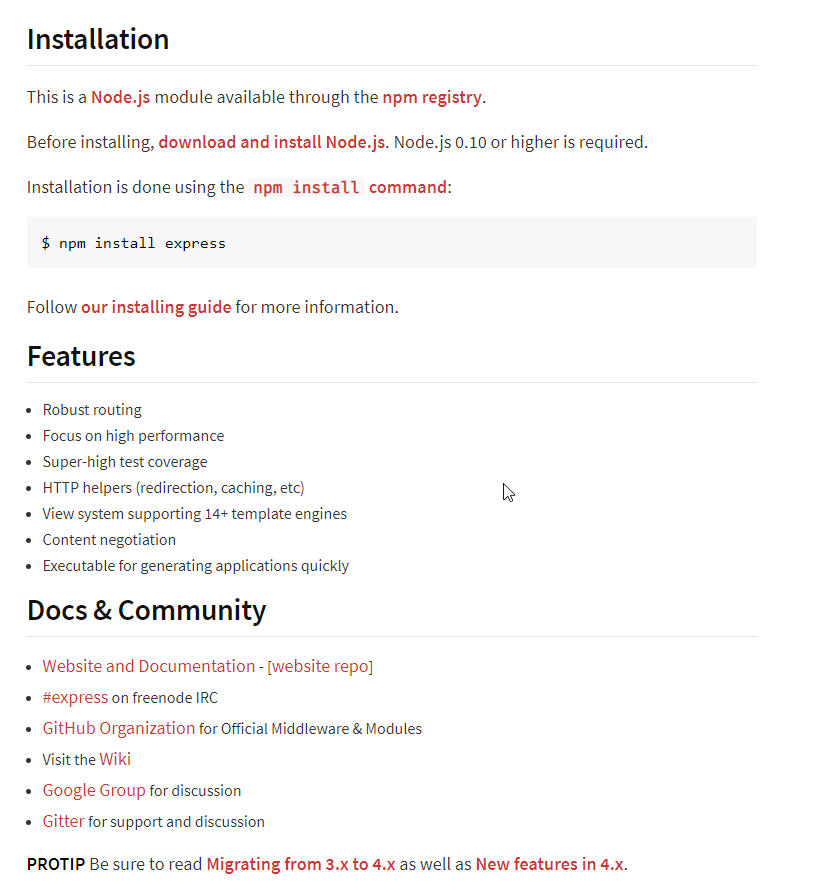 Installation
This is a Node.js module available through the npm registry.
Before installing, download and install Node.js. Node.js 0.10 or higher is required.
Installation is done using the npm install command:
$ npm install express
Follow our installing guide for more information.
Features
Robust routing
Focus on high performance
Super-high test coverage
HTTP helpers (redirection, caching, etc)
View system supporting 14+ template engines
Content negotiation
Executable for generating applications quickly
Docs & Community
Website and Documentation - [website repo]
#express on freenode IRC
GitHub Organization for Official Middleware & Modules
Visit the Wiki
Google Group for discussion
Gitter for support and discussion
PROTIP Be sure to read Migrating from 3.x to 4.x as well as New features in 4.x.